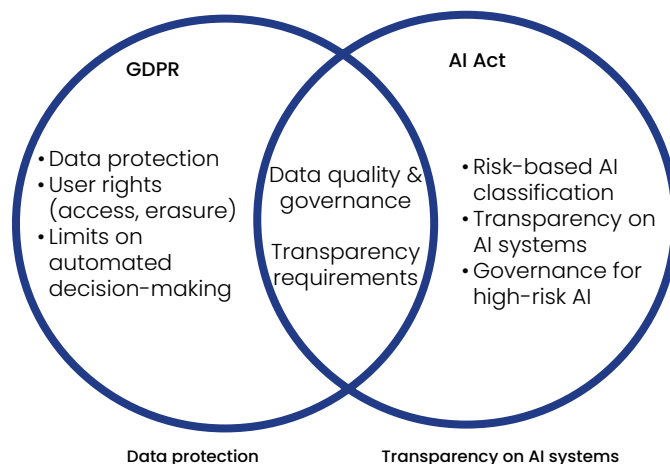 GDPR
AI Act
• Data protection
• User rights
(access, erasure)
• Limits on
automated
decision-making
Data quality &
governance
Transparency
requirements
• Risk-based AI
classification
• Transparency on
AI systems
• Governance for
high-risk AI
Data protection
Transparency on AI systems